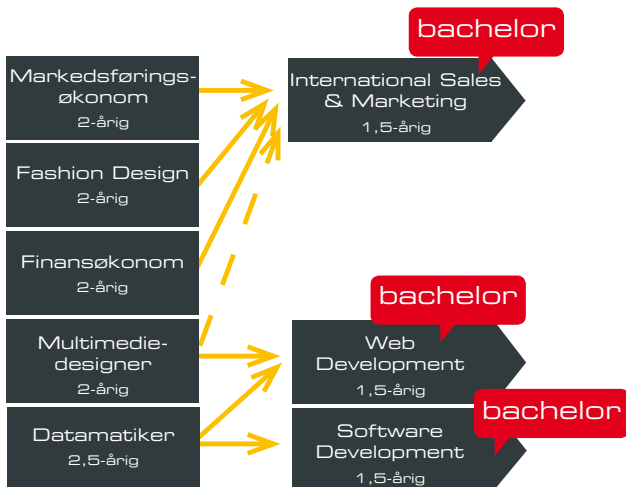 Markedsførings-
økonom
2-årig
Fashion Design
2-årig
Finansøkonom
2-årig
Multimedie-
designer
2-årig
Datamatiker
2,5-årig
bachelor
International Sales
& Marketing
1,5-årig
bachelor
Web
Development
1,5-årig
bachelor
Software
Development
1,5-årig